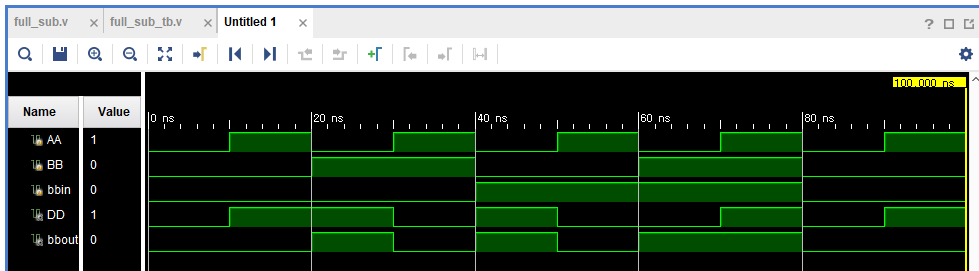 full_sub.v × full_sub_tb.v × Untitled 1 ×
?
100.000 ns
Name Value
0 ns 20 ns 40 ns 60 ns 80 ns
AA 1
BB 0
bbin 0
DD 1
bbout 0